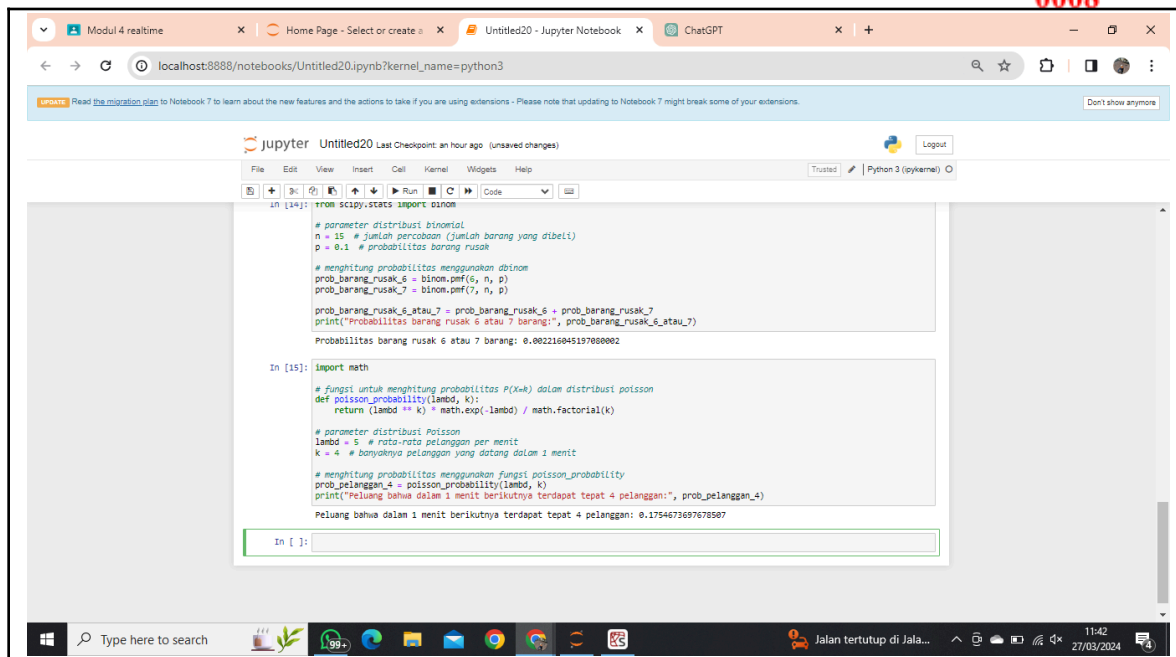 0008
Modul 4 realtime
Home Page - Select or create a
Untitled20 - Jupyter Notebook
ChatGPT
localhost:8888/notebooks/Untitled20.ipynb?kernel_name=python3
UPDATE Read the migration plan to Notebook 7 to learn about the new features and the actions to take if you are using extensions - Please note that updating to Notebook 7 might break some of your extensions.
Don't show anymore
jupyter Untitled20 Last Checkpoint: an hour ago (unsaved changes)
Logout
File Edit View Insert Cell Kernel Widgets Help
Trusted Python 3 (ipykernel)
Run Code
In [14]: from scipy.stats import binom
# parameter distribusi binomial
n = 15 # jumlah percobaan (jumlah barang yang dibeli)
p = 0.1 # probabilitas barang rusak
# menghitung probabilitas menggunakan dbinom
prob_barang_rusak_6 = binom.pmf(6, n, p)
prob_barang_rusak_7 = binom.pmf(7, n, p)
prob_barang_rusak_6_atau_7 = prob_barang_rusak_6 + prob_barang_rusak_7
print("Probabilitas barang rusak 6 atau 7 barang:", prob_barang_rusak_6_atau_7)
Probabilitas barang rusak 6 atau 7 barang: 0.002216045197080002
In [15]: import math
# fungsi untuk menghitung probabilitas P(X=k) dalam distribusi poisson
def poisson_probability(lambd, k):
return (lambd ** k) * math.exp(-lambd) / math.factorial(k)
# parameter distribusi Poisson
lambd = 5 # rata-rata pelanggan per menit
k = 4 # banyaknya pelanggan yang datang dalam 1 menit
# menghitung probabilitas menggunakan fungsi poisson_probability
prob_pelanggan_4 = poisson_probability(lambd, k)
print("Peluang bahwa dalam 1 menit berikutnya terdapat tepat 4 pelanggan:", prob_pelanggan_4)
Peluang bahwa dalam 1 menit berikutnya terdapat tepat 4 pelanggan: 0.1754673697678507
In [ ]:
Type here to search
99+
Jalan tertutup di Jala...
11:42
27/03/2024
4